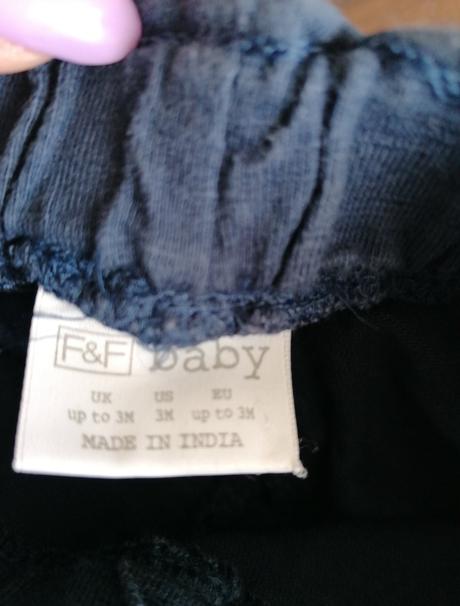 F&F baby
UK US EU
up to 3M 3M up to 3M
MADE IN INDIA